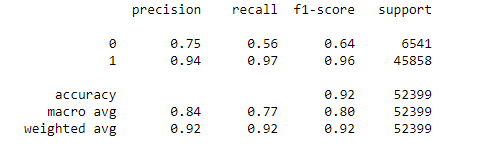 precision recall f1-score support
0 0.75 0.56 0.64 6541
1 0.94 0.97 0.96 45858
accuracy 0.92 52399
macro avg 0.84 0.77 0.80 52399
weighted avg 0.92 0.92 0.92 52399